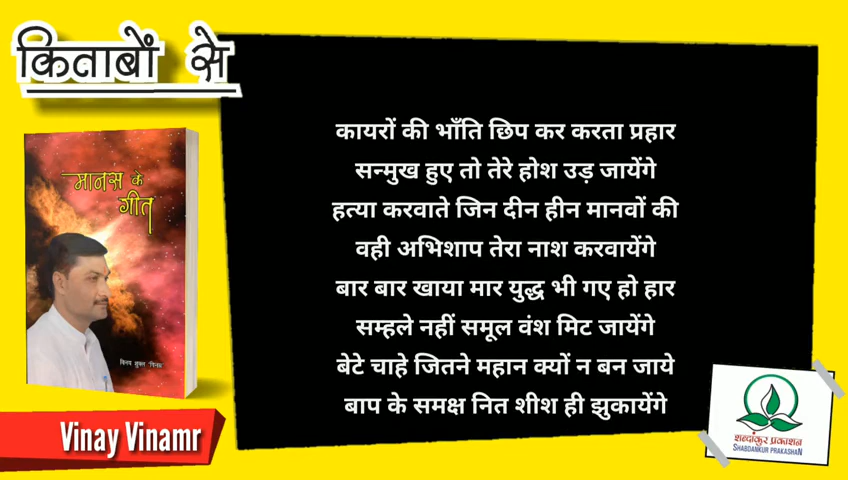 किताबों से
मानस के
गीत
Vinay Vinamr
कायरों की भाँति छिप कर करता प्रहार
सन्मुख हुए तो तेरे होश उड़ जायेंगे
हत्या करवाते जिन दीन हीन मानवों की
वही अभिशाप तेरा नाश करवायेंगे
बार बार खाया मार युद्ध भी गए हो हार
सम्हले नहीं समूल वंश मिट जायेंगे
बेटे चाहे जितने महान क्यों न बन जाये
बाप के समक्ष नित शीश ही झुकायेंगे
शब्दांकुर प्रकाशन
SHABDANKUR PRAKASHAN